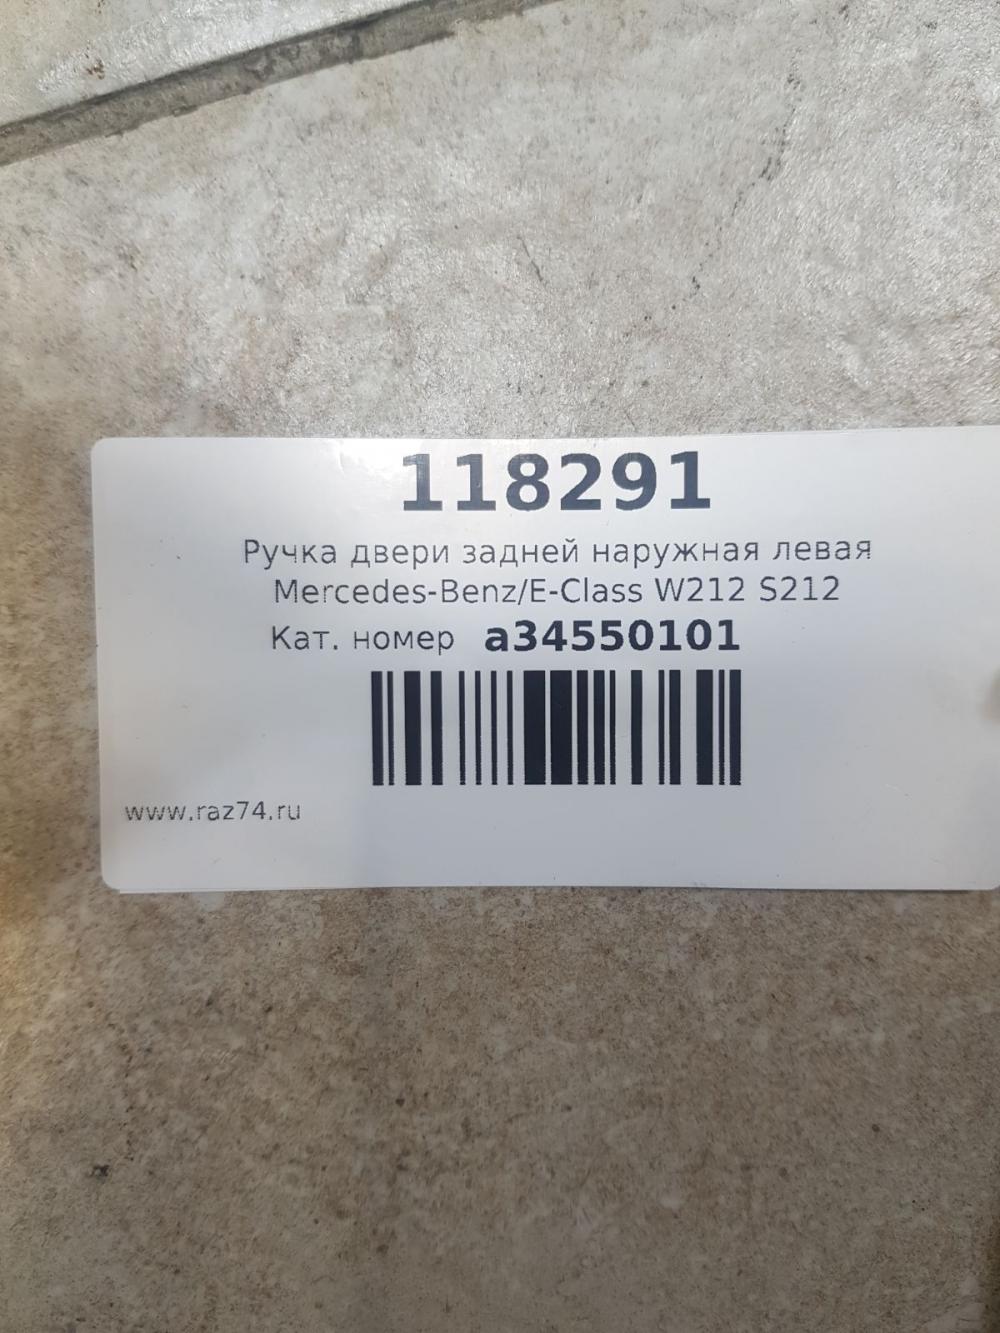 118291
Ручка двери задней наружная левая
Mercedes-Benz/E-Class W212 S212
Кат. номер a34550101
www.raz74.ru